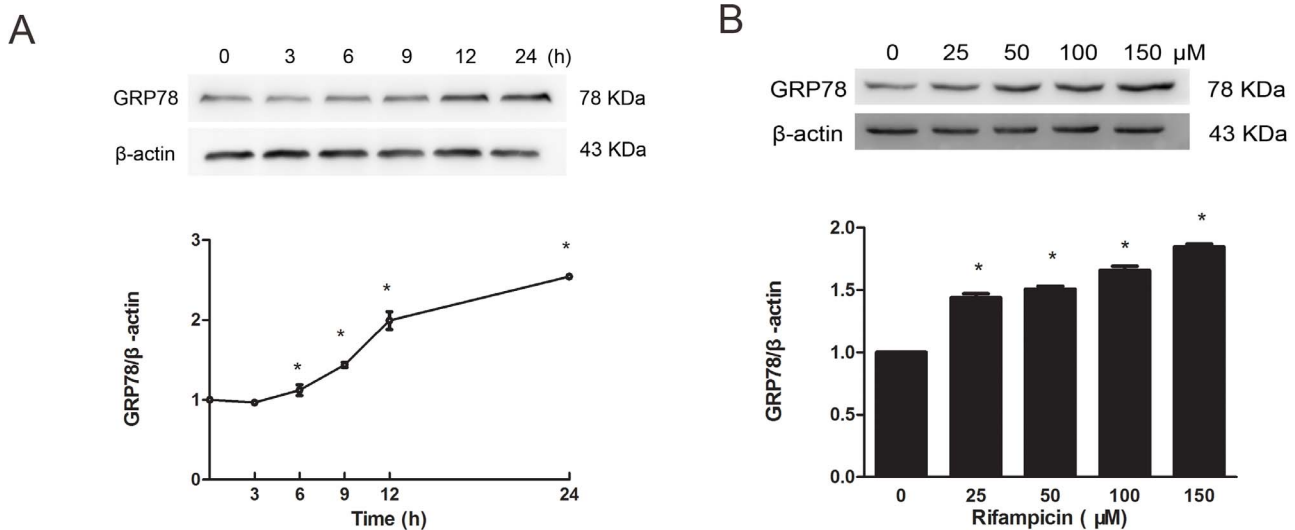 A
0 3 6 9 12 24 (h)
GRP78 78 KDa
β-actin 43 KDa
3
2
1
0
GRP78/β -actin
* * * *
3 6 9 12 24
Time (h)
B
0 25 50 100 150 μM
GRP78 78 KDa
β-actin 43 KDa
2.0
1.5
1.0
0.5
0.0
GRP78/β -actin
* * * *
0 25 50 100 150
Rifampicin ( μM)